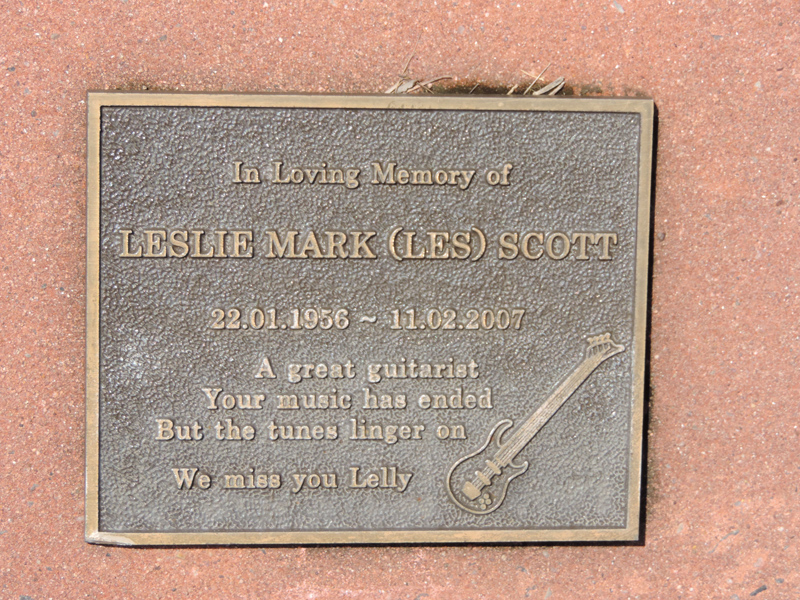 In Loving Memory of
LESLIE MARK (LES) SCOTT
22.01.1956 ~ 11.02.2007
A great guitarist
Your music has ended
But the tunes linger on
We miss you Lelly